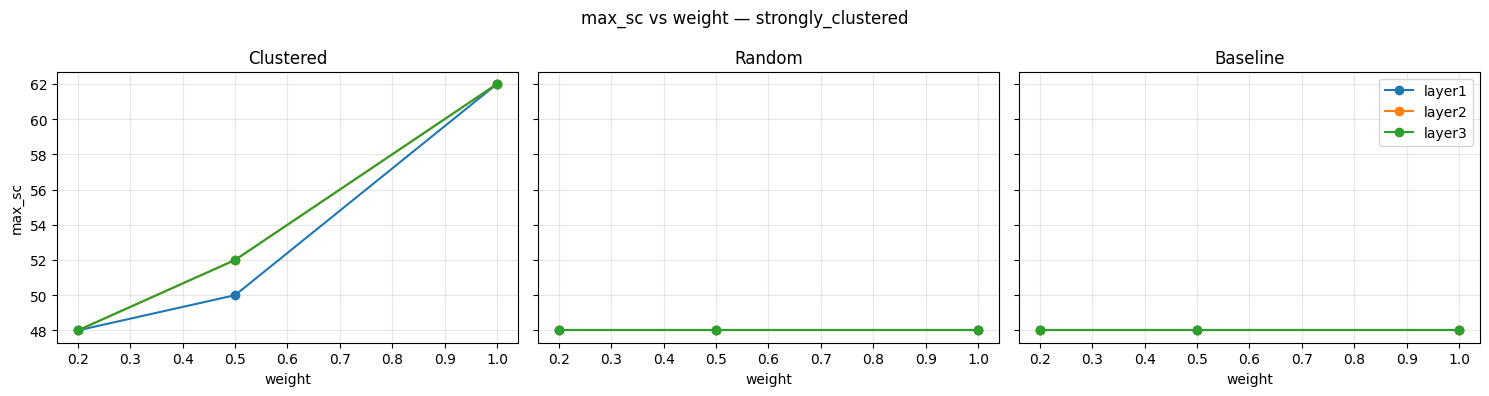 max_sc vs weight — strongly_clustered
Clustered
Random
Baseline
max_sc
62
60
58
56
54
52
50
48
layer1
layer2
layer3
0.2 0.3 0.4 0.5 0.6 0.7 0.8 0.9 1.0
0.2 0.3 0.4 0.5 0.6 0.7 0.8 0.9 1.0
0.2 0.3 0.4 0.5 0.6 0.7 0.8 0.9 1.0
weight
weight
weight